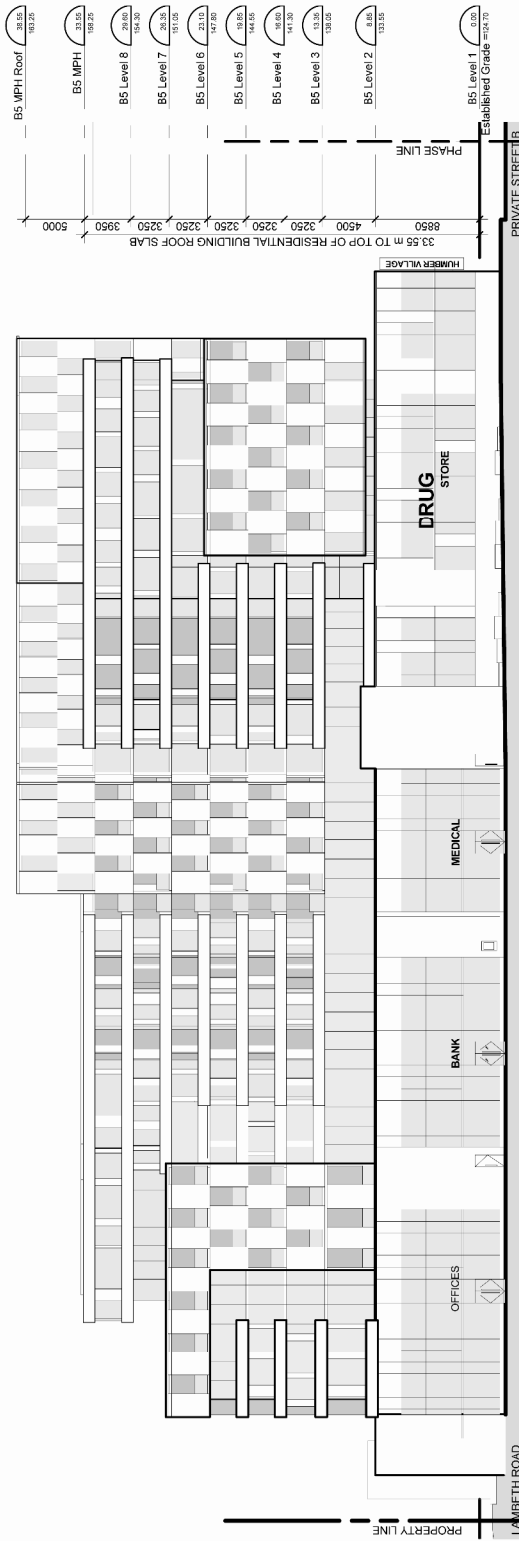 B5 MPH Roof
38.55
163.25
B5 MPH
33.55
158.25
B5 Level 8
29.60
154.30
B5 Level 7
26.35
151.05
B5 Level 6
23.10
147.80
B5 Level 5
19.85
144.55
B5 Level 4
16.60
141.30
B5 Level 3
13.35
138.05
B5 Level 2
8.85
133.55
B5 Level 1
0.00
Established Grade =124.70
PHASE LINE
5000
3950
3250
3250
3250
3250
3250
4500
8850
33.55 m TO TOP OF RESIDENTIAL BUILDING ROOF SLAB
PRIVATE STREET B
HUMBER VILLAGE
DRUG
STORE
MEDICAL
BANK
OFFICES
PROPERTY LINE
LAMBETH ROAD